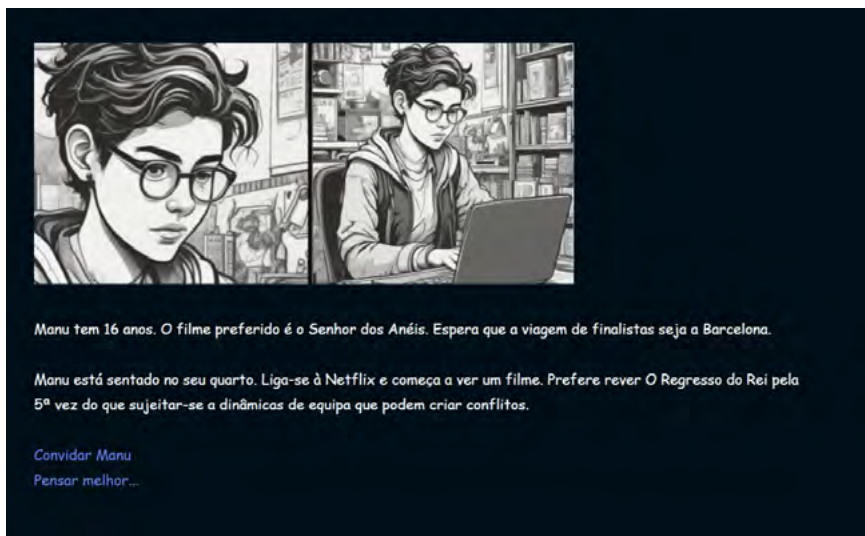 Manu tem 16 anos. O filme preferido é o Senhor dos Anéis. Espera que a viagem de finalistas seja a Barcelona.
Manu está sentado no seu quarto. Liga-se à Netflix e começa a ver um filme. Prefere rever O Regresso do Rei pela
5ª vez do que sujeitar-se a dinâmicas de equipa que podem criar conflitos.
Convidar Manu
Pensar melhor...